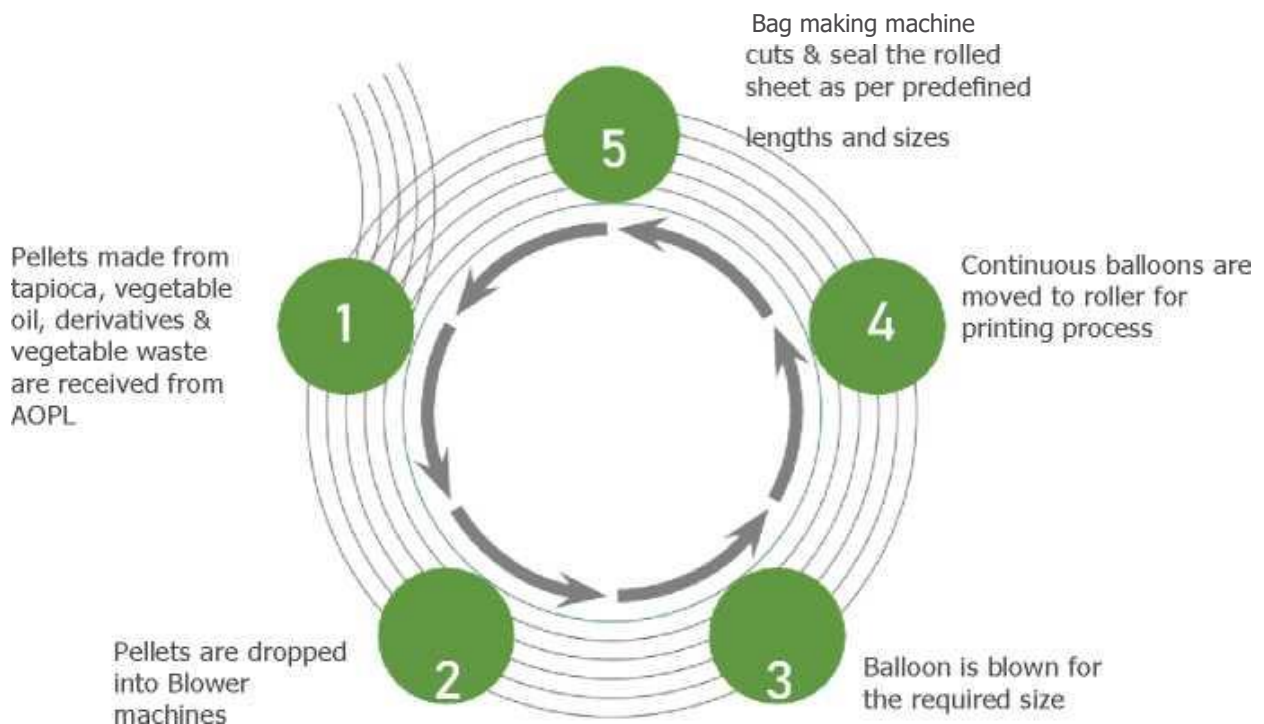 Bag making machine
cuts & seal the rolled
sheet as per predefined
lengths and sizes
5
Pellets made from
tapioca, vegetable
oil, derivatives &
vegetable waste
are received from
AOPL
1
4
Continuous balloons are
moved to roller for
printing process
Pellets are dropped
into Blower
machines
2
3
Balloon is blown for
the required size